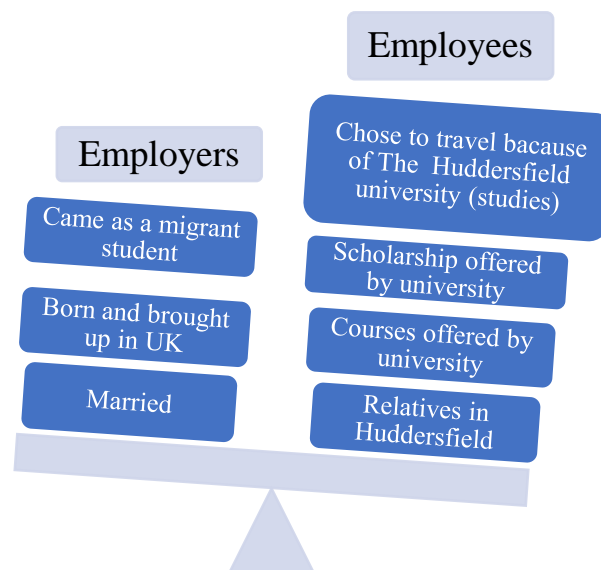 Employees
Employers
Chose to travel bacause
of The Huddersfield
university (studies)
Came as a migrant
student
Scholarship offered
by university
Born and brought
up in UK
Courses offered by
university
Married
Relatives in
Huddersfield